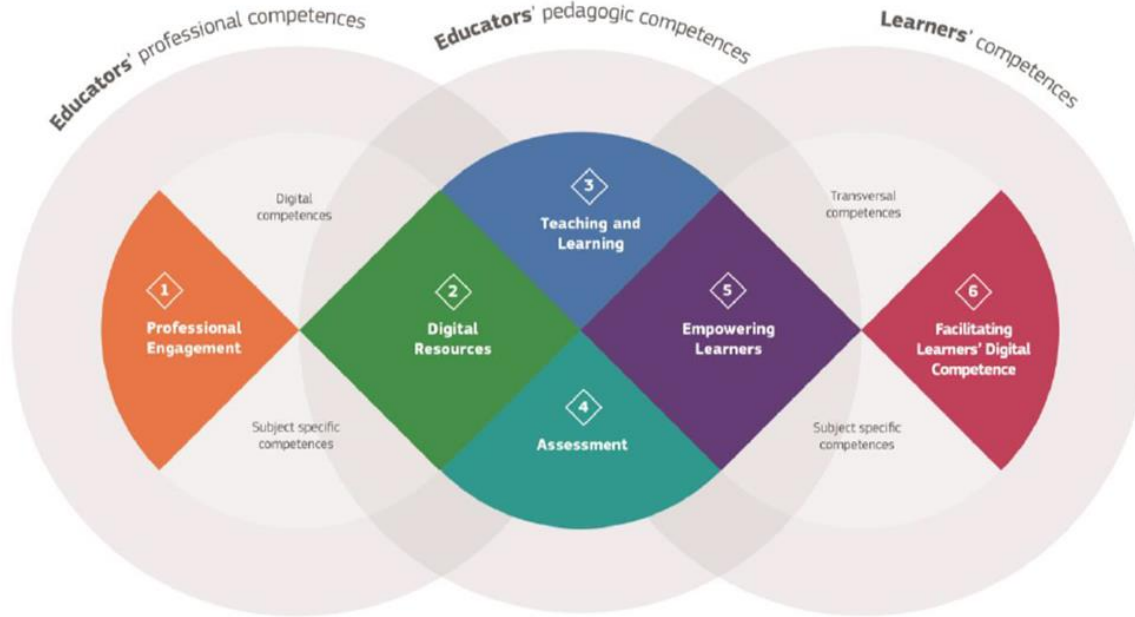 Educators' professional competences
Educators' pedagogic competences
Learners' competences
Digital
competences
Transversal
competences
1
Professional
Engagement
2
Digital
Resources
3
Teaching and
Learning
4
Assessment
5
Empowering
Learners
6
Facilitating
Learners' Digital
Competence
Subject specific
competences
Subject specific
competences